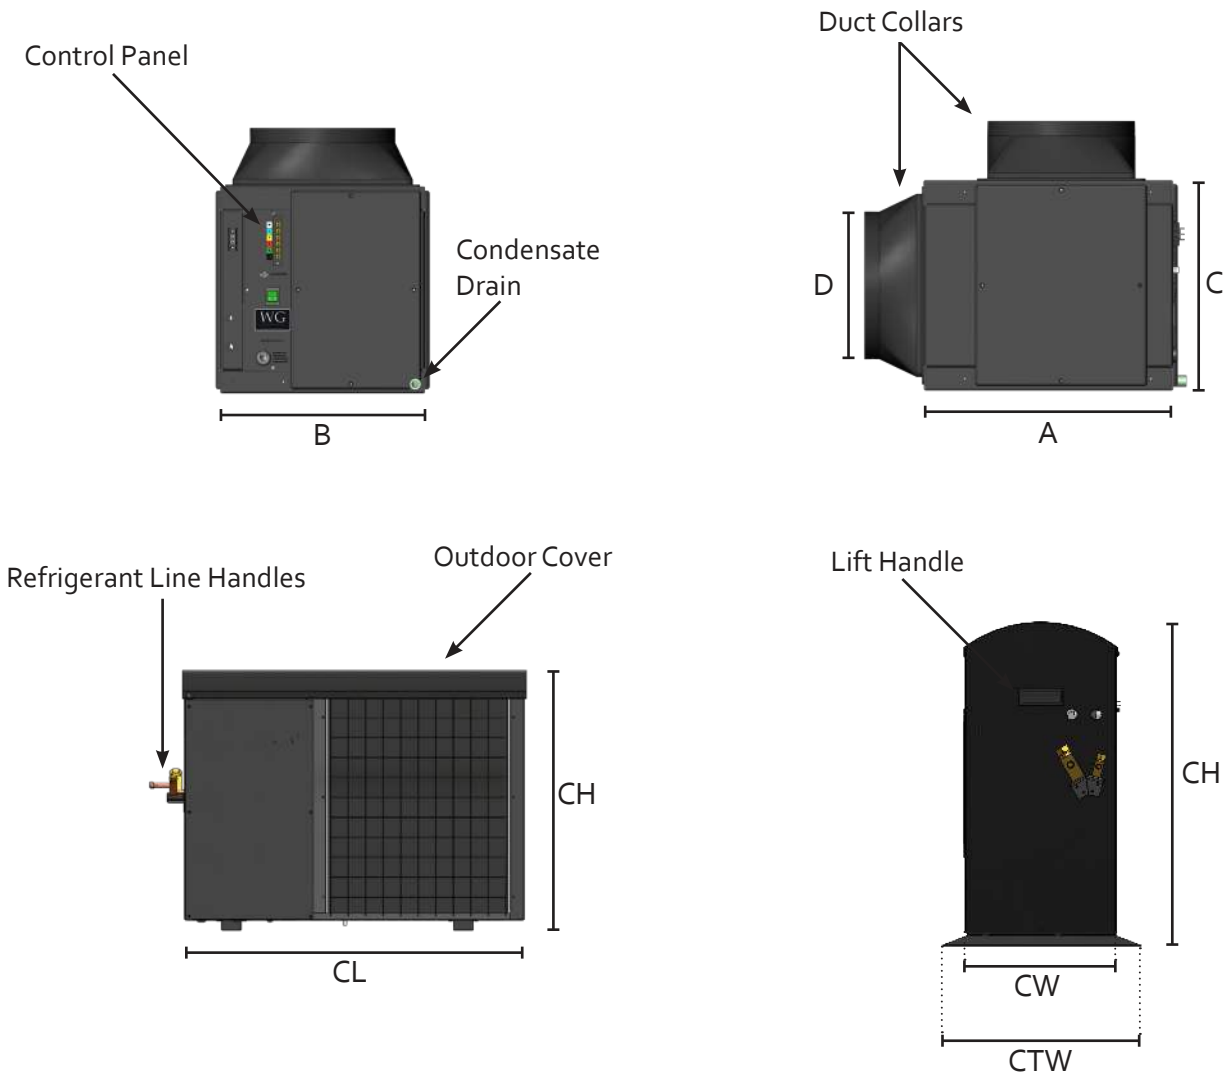 Duct Collars
Control Panel
Condensate
Drain
WG
D
C
B
A
Refrigerant Line Handles
Outdoor Cover
Lift Handle
CH
CH
CL
CW
CTW